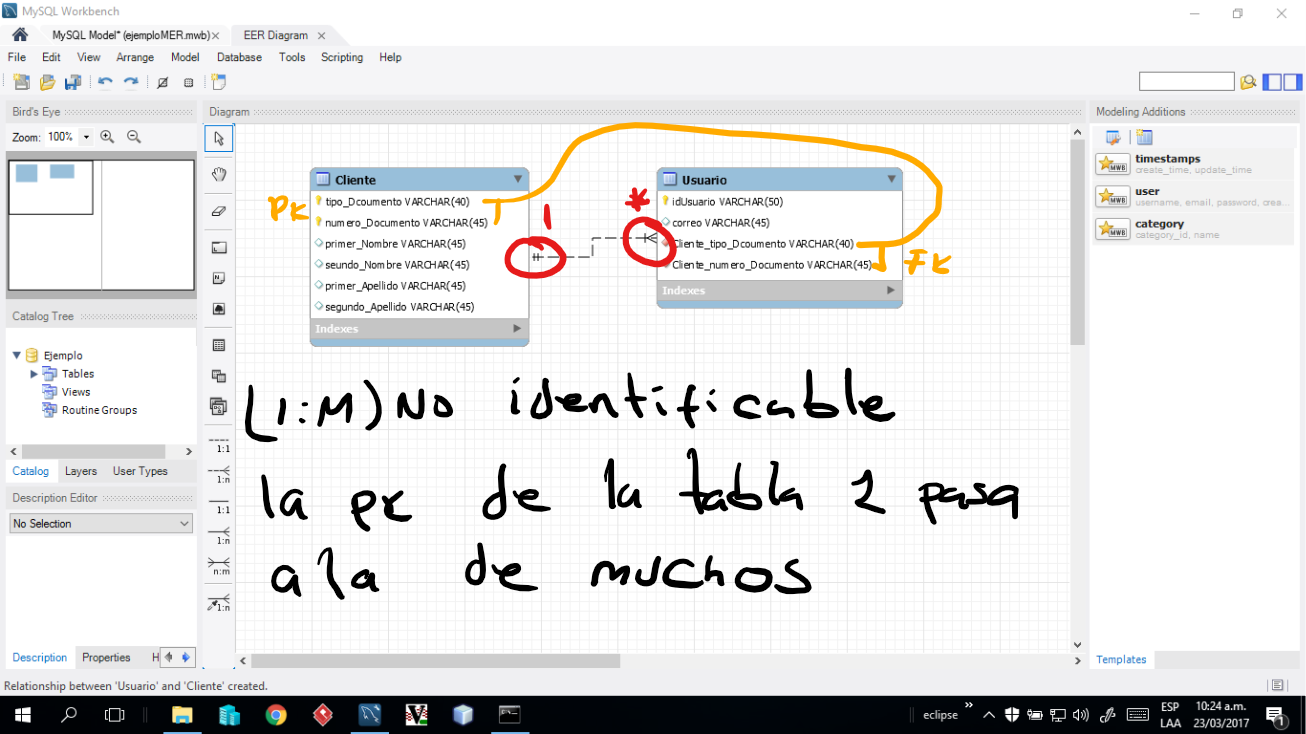 MySQL Workbench
MySQL Model* (ejemploMER.mwb)
EER Diagram
File Edit View Arrange Model Database Tools Scripting Help
Bird's Eye
Diagram
Modeling Additions
Zoom: 100%
timestamps
create_time, update_time
user
username, email, password, crea...
category
category_id, name
Cliente
tipo_Dcoumento VARCHAR(40)
numero_Documento VARCHAR(45)
primer_Nombre VARCHAR(45)
seundo_Nombre VARCHAR(45)
primer_Apellido VARCHAR(45)
segundo_Apellido VARCHAR(45)
Indexes
PK
1
*
Usuario
idUsuario VARCHAR(50)
correo VARCHAR(45)
Cliente_tipo_Dcoumento VARCHAR(40)
Cliente_numero_Documento VARCHAR(45)
Indexes
FK
Catalog Tree
Ejemplo
Tables
Views
Routine Groups
Catalog Layers User Types
Description Editor
No Selection
1:1
1:n
1:1
1:n
n:m
1:n
(1:M) No identificable
la pk de la tabla 1 pasa
a la de muchos
Description Properties H
Templates
Relationship between 'Usuario' and 'Cliente' created.
eclipse
ESP
LAA
10:24 a.m.
23/03/2017
1